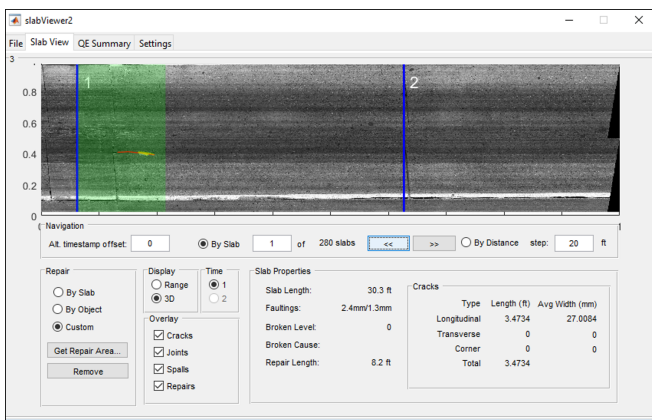 slabViewer2
File Slab View QE Summary Settings
3
1 2
0.8
0.6
0.4
0.2
0
0 1
Navigation
Alt. timestamp offset: 0 By Slab 1 of 280 slabs << >> By Distance step: 20 ft
Repair
By Slab
By Object
Custom
Get Repair Area...
Remove
Display
Range
3D
Time
1
2
Overlay
Cracks
Joints
Spalls
Repairs
Slab Properties
Slab Length: 30.3 ft
Faultings: 2.4mm/1.3mm
Broken Level: 0
Broken Cause:
Repair Length: 8.2 ft
Cracks
Type Length (ft) Avg Width (mm)
Longitudinal 3.4734 27.0084
Transverse 0 0
Corner 0 0
Total 3.4734